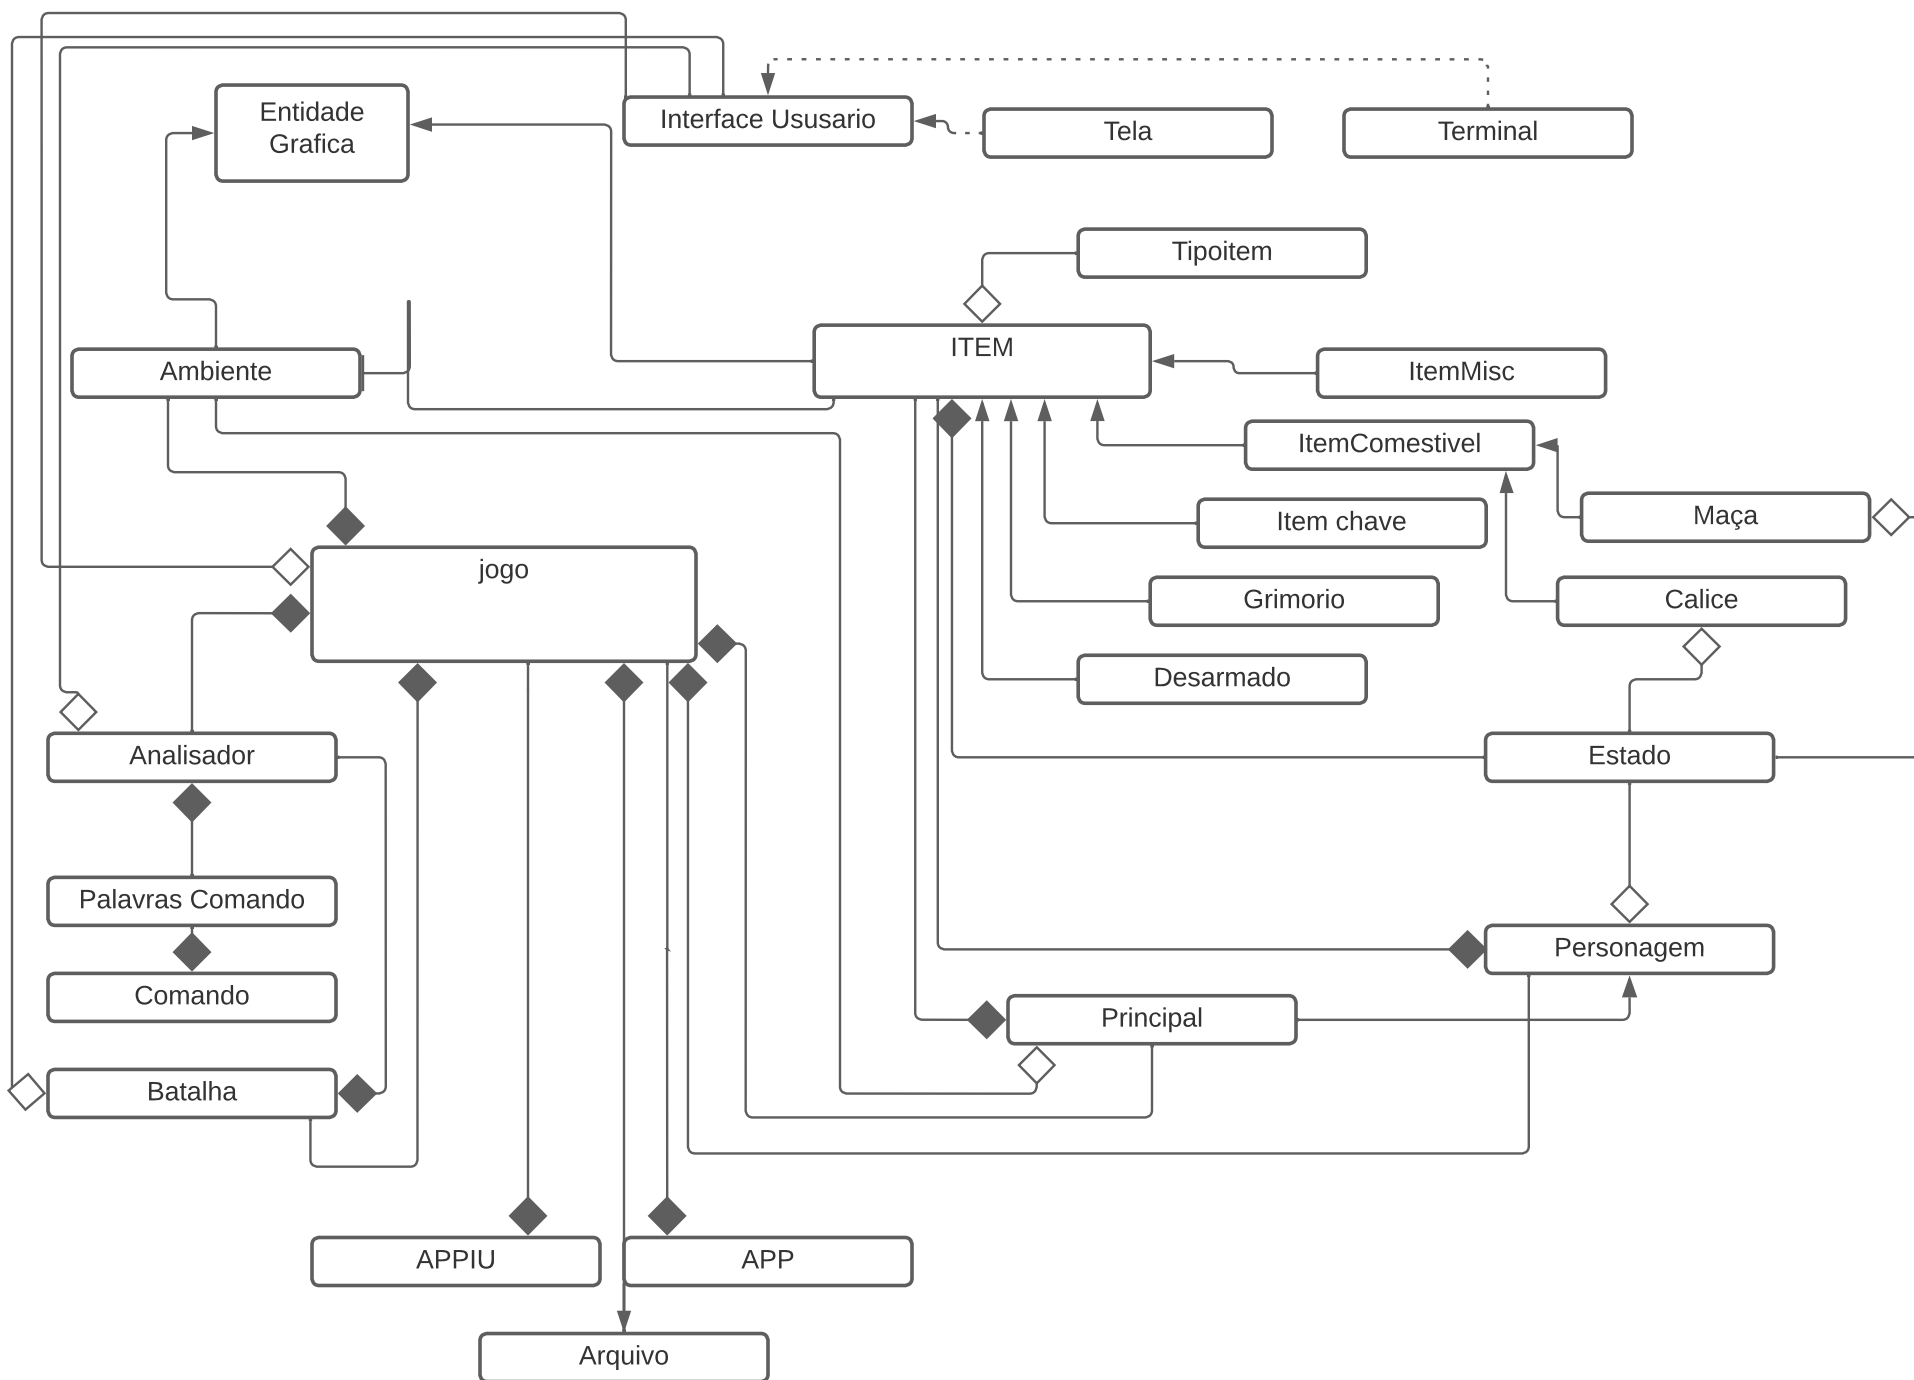 Entidade
Grafica
Interface Ususario
Tela
Terminal
Tipoitem
ITEM
Ambiente
ItemMisc
ItemComestivel
Item chave
Maça
jogo
Grimorio
Calice
Desarmado
Analisador
Estado
Palavras Comando
Personagem
Comando
Principal
Batalha
APPIU
APP
Arquivo